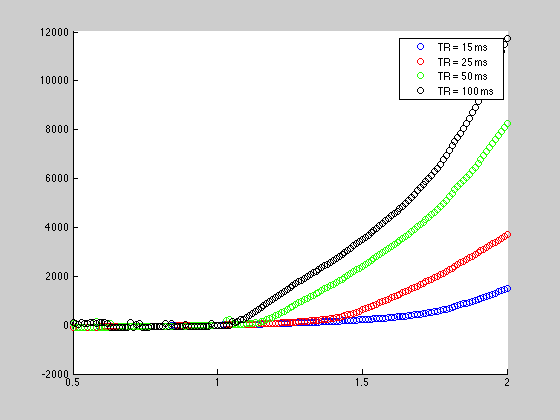 12000
10000
8000
6000
4000
2000
0
-2000
0.5 1 1.5 2
TR = 15 ms
TR = 25 ms
TR = 50 ms
TR = 100 ms